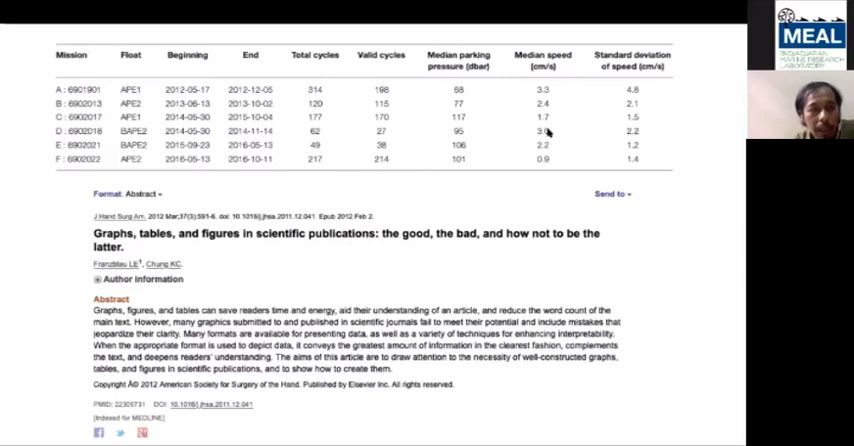 MEAL
PADJADJARAN
MARINE RESEARCH
LABORATORY
Mission Float Beginning End Total cycles Valid cycles Median parking pressure (dbar) Median speed (cm/s) Standard deviation of speed (cm/s)
A : 6901901 APE1 2012-05-17 2012-12-05 314 198 68 3.3 4.8
B : 6902013 APE2 2013-06-13 2013-10-02 120 115 77 2.4 2.1
C : 6902017 APE1 2014-05-30 2015-10-04 177 170 117 1.7 1.5
D : 6902018 BAPE2 2014-05-30 2014-11-14 62 27 95 2.2
E : 6902021 BAPE2 2015-09-23 2016-05-13 49 38 106 2.2 1.2
F : 6902022 APE2 2016-05-13 2016-10-11 217 214 101 0.9 1.4
Format: Abstract Send to
J Hand Surg Am. 2012 Mar;37(3):591-6. doi: 10.1016/j.jhsa.2011.12.041. Epub 2012 Feb 2.
Graphs, tables, and figures in scientific publications: the good, the bad, and how not to be the
latter.
Franzblau LE1, Chung KC.
Author information
Abstract
Graphs, figures, and tables can save readers time and energy, aid their understanding of an article, and reduce the word count of the
main text. However, many graphics submitted to and published in scientific journals fail to meet their potential and include mistakes that
jeopardize their clarity. Many formats are available for presenting data, as well as a variety of techniques for enhancing interpretability.
When the appropriate format is used to depict data, it conveys the greatest amount of information in the clearest fashion, complements
the text, and deepens readers' understanding. The aims of this article are to draw attention to the necessity of well-constructed graphs,
tables, and figures in scientific publications, and to show how to create them.
Copyright Â© 2012 American Society for Surgery of the Hand. Published by Elsevier Inc. All rights reserved.
PMID: 22305731 DOI: 10.1016/j.jhsa.2011.12.041
[Indexed for MEDLINE]